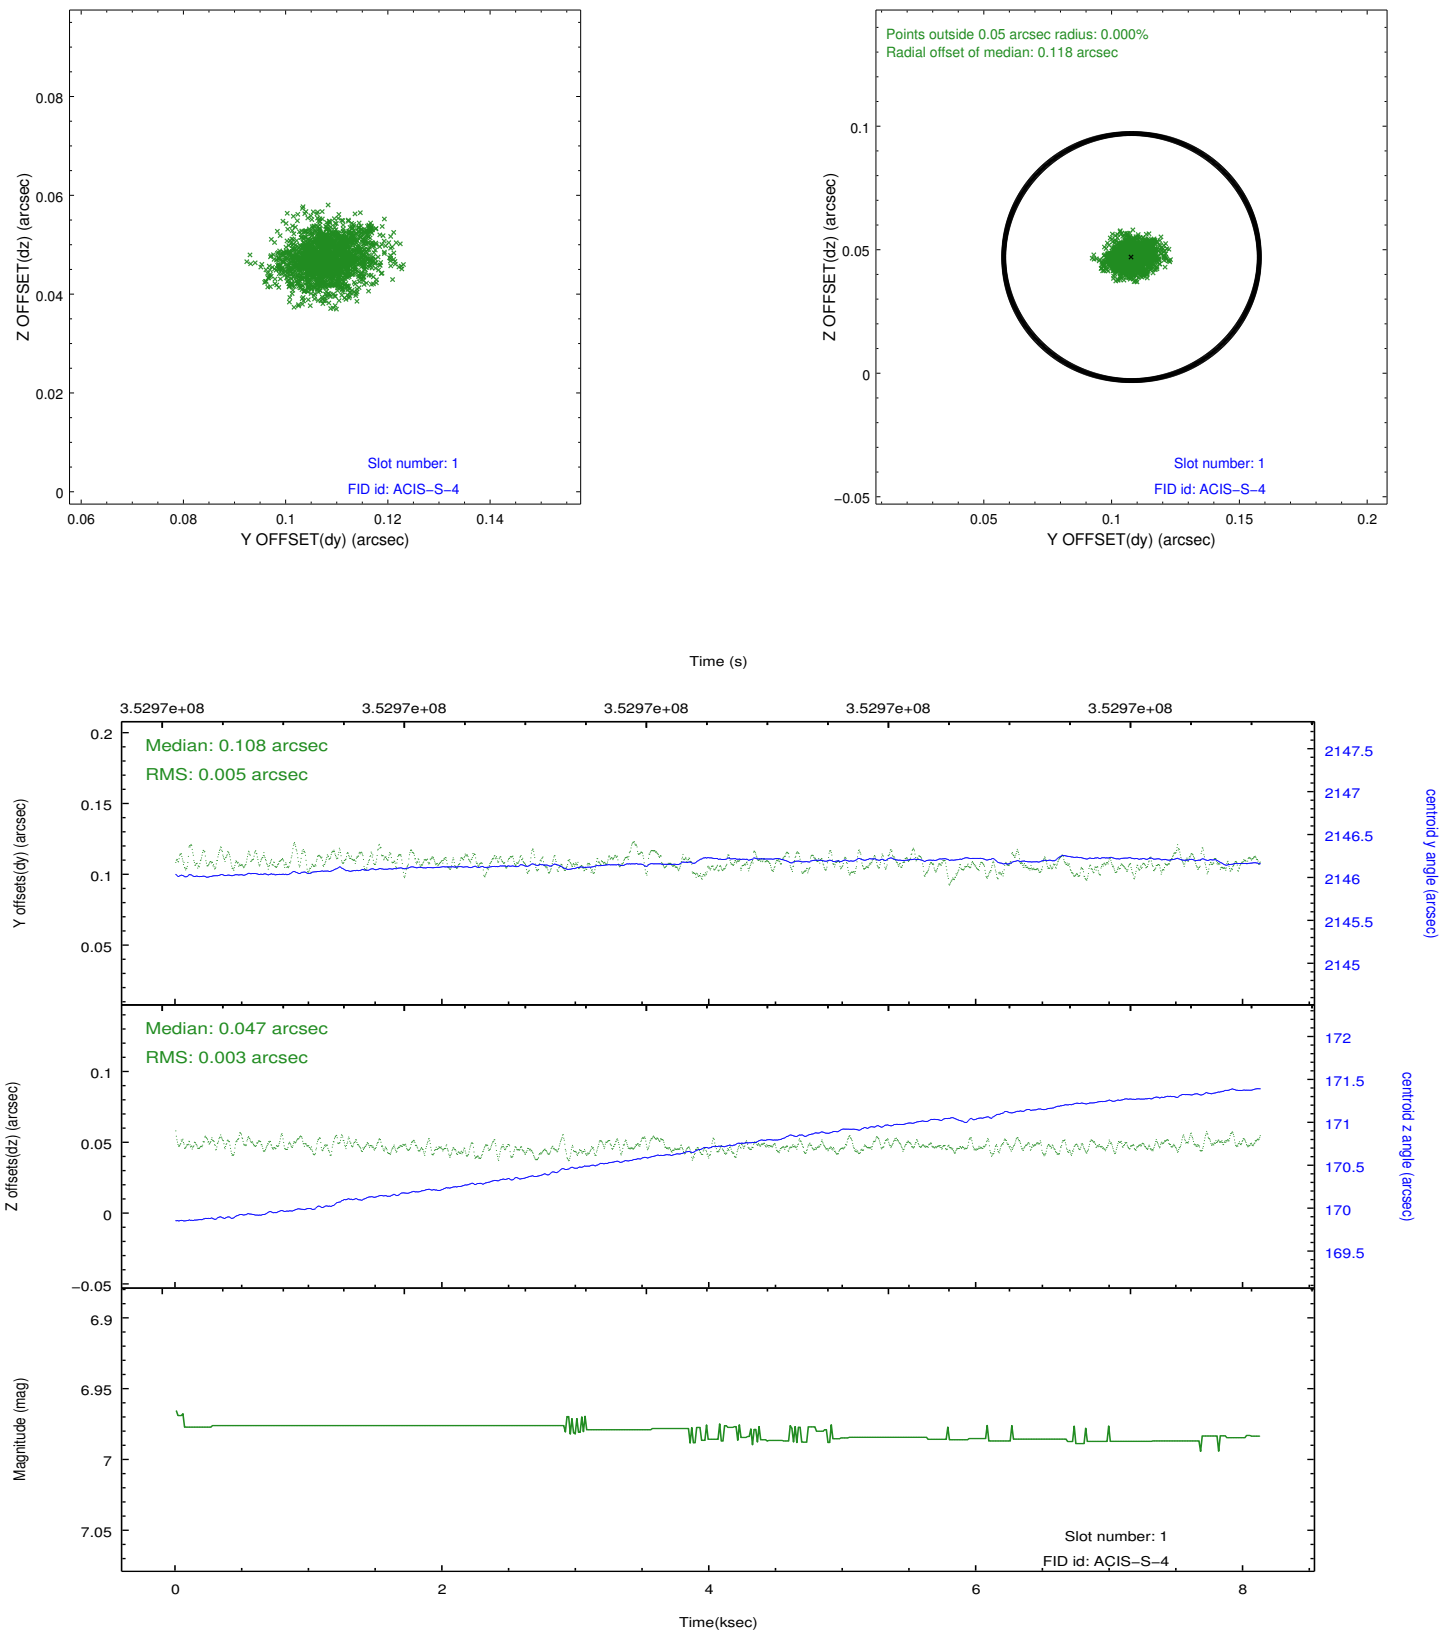 0.08
0.06
0.04
0.02
0
Z OFFSET(dz) (arcsec)
Slot number: 1
FID id: ACIS−S−4
0.06 0.08 0.1 0.12 0.14
Y OFFSET(dy) (arcsec)
Points outside 0.05 arcsec radius: 0.000%
Radial offset of median: 0.118 arcsec
0.1
0.05
0
−0.05
Z OFFSET(dz) (arcsec)
Slot number: 1
FID id: ACIS−S−4
0.05 0.1 0.15 0.2
Y OFFSET(dy) (arcsec)
Time (s)
3.5297e+08 3.5297e+08 3.5297e+08 3.5297e+08 3.5297e+08
Median: 0.108 arcsec
RMS: 0.005 arcsec
0.2
0.15
0.1
0.05
Y offsets(dy) (arcsec)
2147.5
2147
2146.5
2146
2145.5
2145
centroid y angle (arcsec)
Median: 0.047 arcsec
RMS: 0.003 arcsec
0.1
0.05
0
−0.05
Z offsets(dz) (arcsec)
172
171.5
171
170.5
170
169.5
centroid z angle (arcsec)
6.9
6.95
7
7.05
Magnitude (mag)
Slot number: 1
FID id: ACIS−S−4
0 2 4 6 8
Time(ksec)